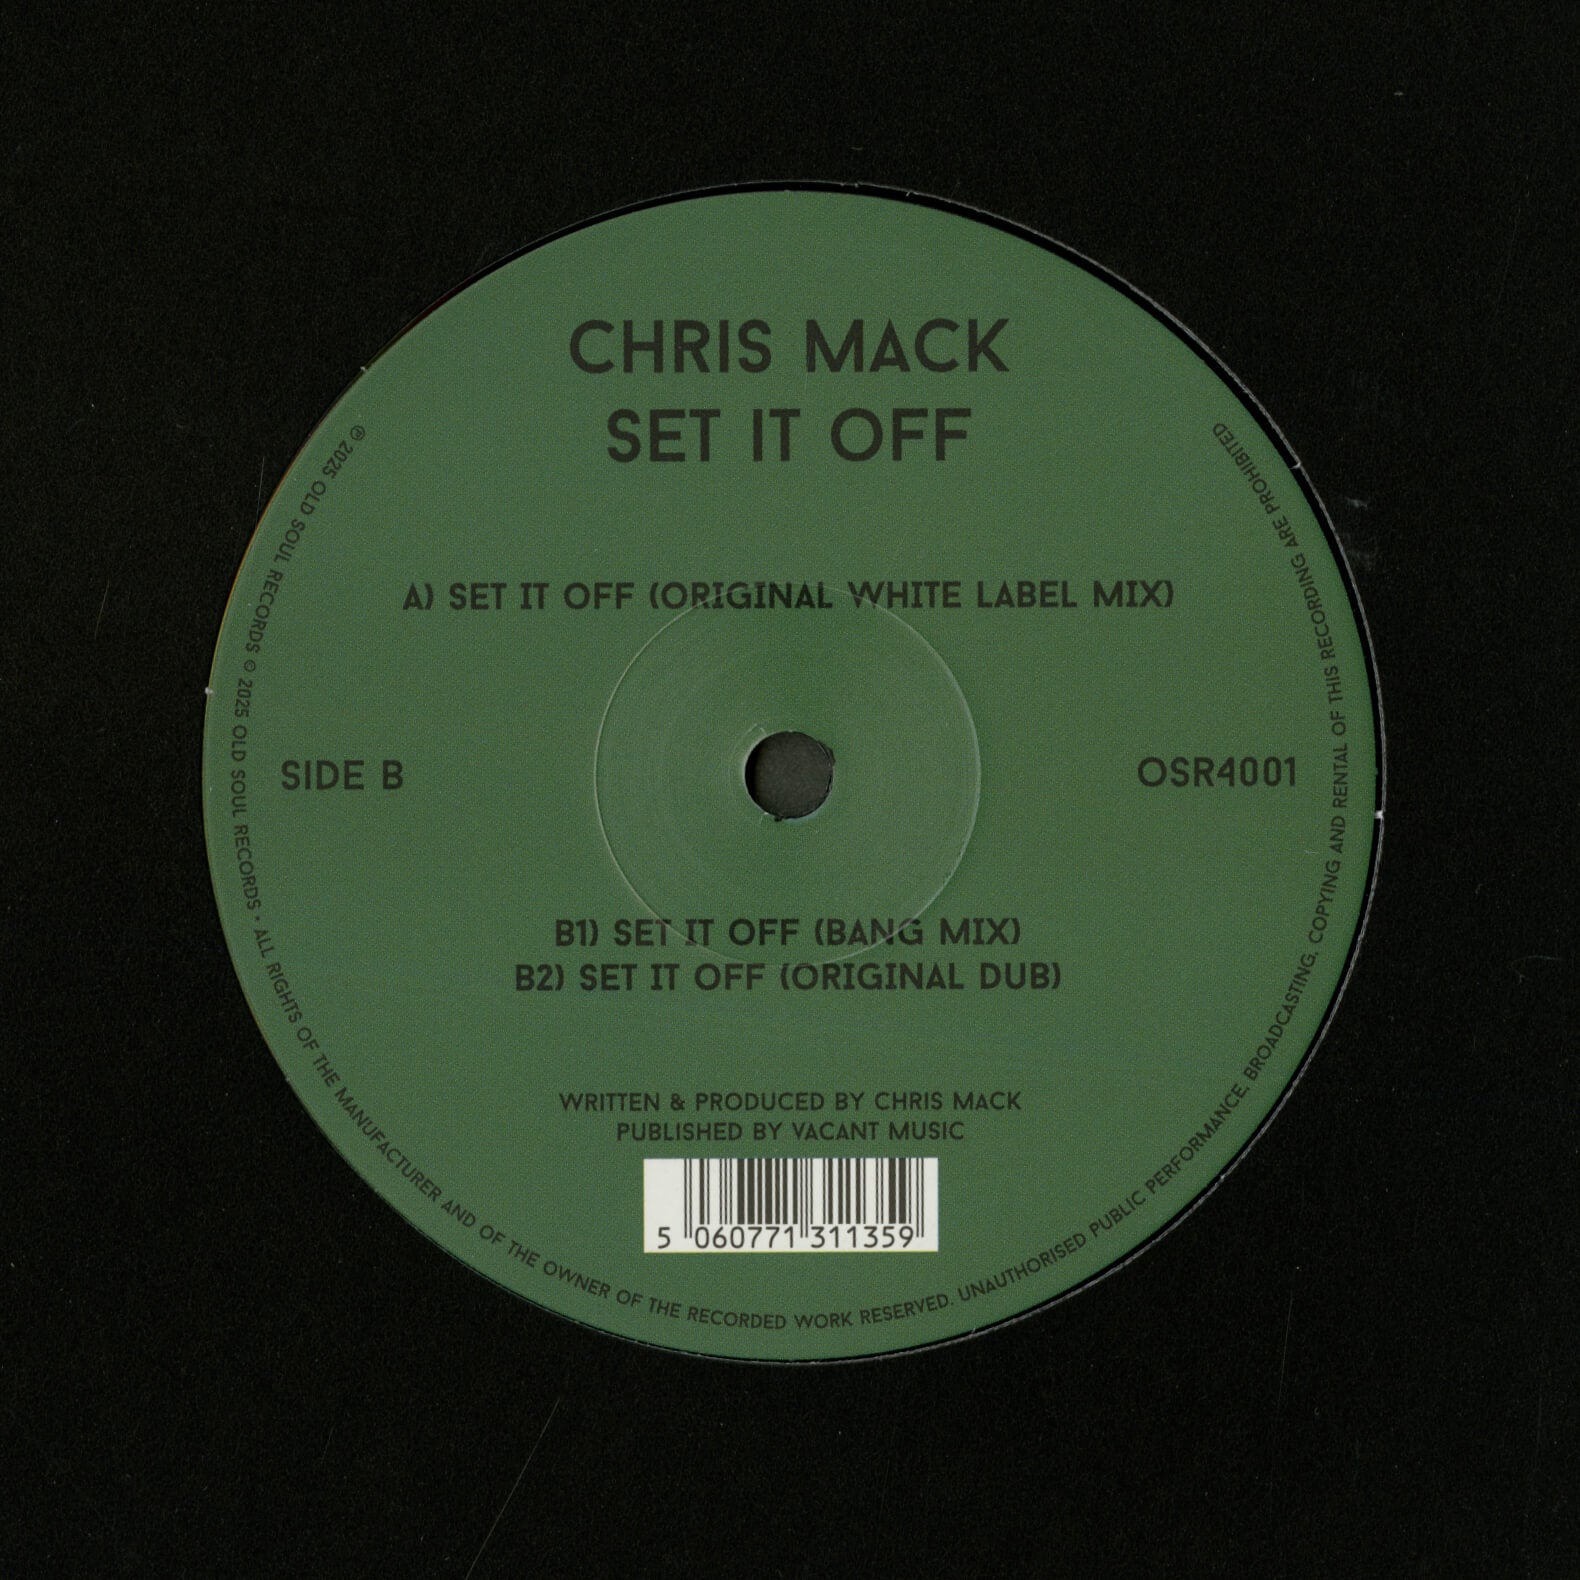 CHRIS MACK
SET IT OFF
A) SET IT OFF (ORIGINAL WHITE LABEL MIX)
SIDE B
OSR4001
B1) SET IT OFF (BANG MIX)
B2) SET IT OFF (ORIGINAL DUB)
WRITTEN & PRODUCED BY CHRIS MACK
PUBLISHED BY VACANT MUSIC
5 060771 311359
℗ 2025 OLD SOUL RECORDS © 2025 OLD SOUL RECORDS · ALL RIGHTS OF THE MANUFACTURER AND OF THE OWNER OF THE RECORDED WORK RESERVED. UNAUTHORISED PUBLIC PERFORMANCE, BROADCASTING, COPYING AND RENTAL OF THIS RECORDING ARE PROHIBITED